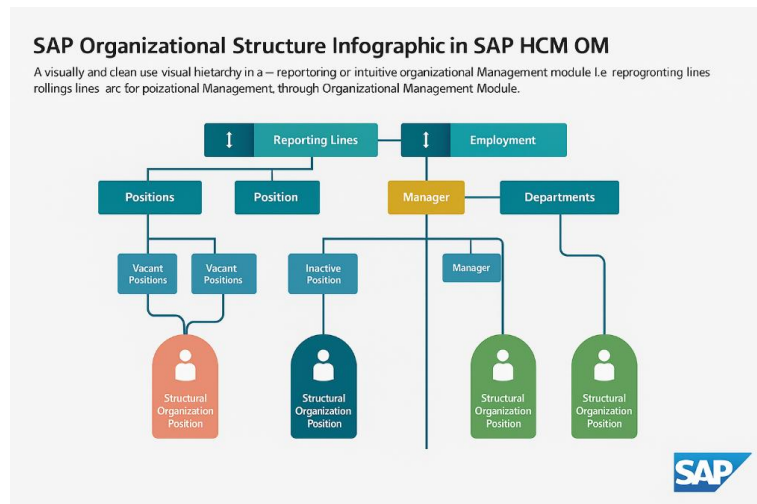 SAP Organizational Structure Infographic in SAP HCM OM
A visually and clean use visual hietarchy in a — reportoring or intuitive organizational Management module I.e reprogronting lines
rollings lines arc for poizational Management, through Organizational Management Module.
Reporting Lines
Employment
Positions
Position
Manager
Departments
Vacant
Positions
Vacant
Positions
Inactive
Position
Manager
Structural
Organization
Position
Structural
Organization
Position
Structural
Organization
Position
Structural
Organization
Position
SAP